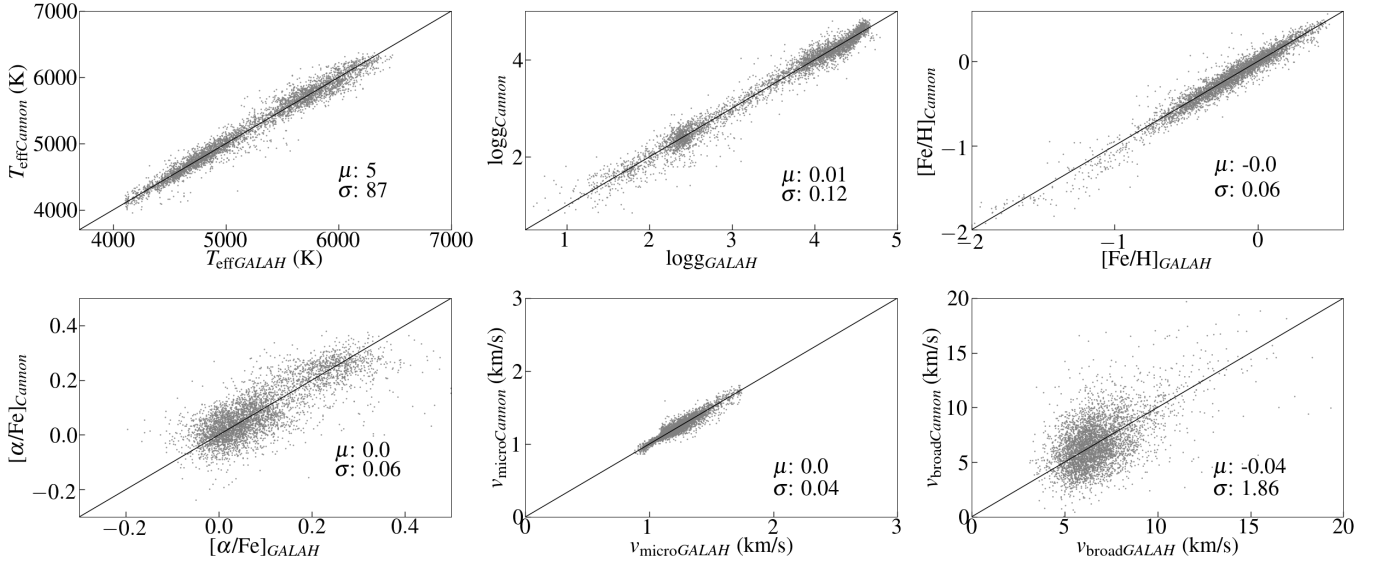 7000
6000
5000
4000
T_effCannon (K)
μ: 5
σ: 87
4000 5000 6000 7000
T_effGALAH (K)
4
2
logg_Cannon
μ: 0.01
σ: 0.12
1 2 3 4 5
logg_GALAH
0
−1
−2
[Fe/H]_Cannon
μ: -0.0
σ: 0.06
−2 −1 0
[Fe/H]_GALAH
0.4
0.2
0.0
−0.2
[α/Fe]_Cannon
μ: 0.0
σ: 0.06
−0.2 0.0 0.2 0.4
[α/Fe]_GALAH
3
2
1
0
v_microCannon (km/s)
μ: 0.0
σ: 0.04
0 1 2 3
v_microGALAH (km/s)
20
15
10
5
0
v_broadCannon (km/s)
μ: -0.04
σ: 1.86
0 5 10 15 20
v_broadGALAH (km/s)